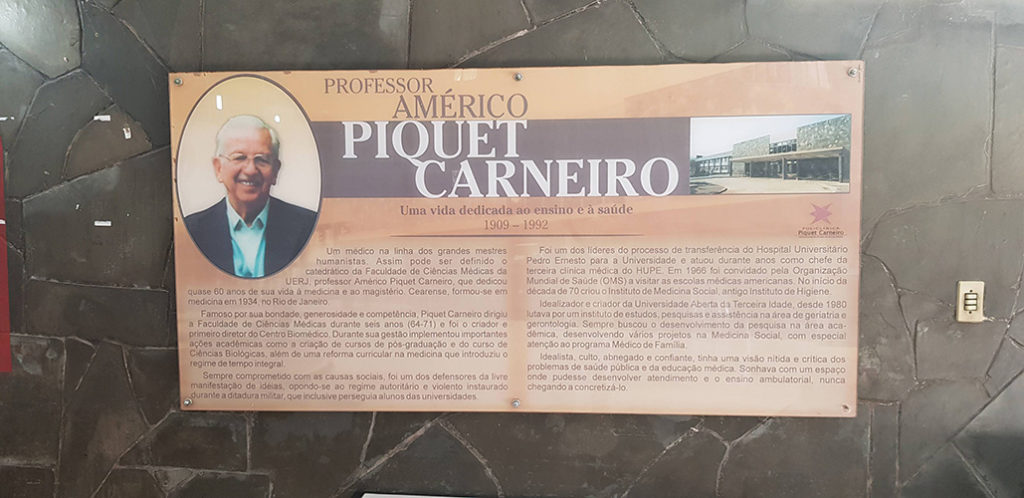 PROFESSOR
AMÉRICO
PIQUET
CARNEIRO
Uma vida dedicada ao ensino e à saúde
1909 – 1992
POLICLÍNICA
Piquet Carneiro
Um médico na linha dos grandes mestres
humanistas. Assim pode ser definido o
catedrático da Faculdade de Ciências Médicas da
UERJ, professor Américo Piquet Carneiro, que dedicou
quase 60 anos de sua vida à medicina e ao magistério. Cearense, formou-se em
medicina em 1934, no Rio de Janeiro.
Famoso por sua bondade, generosidade e competência, Piquet Carneiro dirigiu
a Faculdade de Ciências Médicas durante seis anos (64-71) e foi o criador e
primeiro diretor do Centro Biomédico. Durante sua gestão implementou importantes
ações acadêmicas como a criação de cursos de pós-graduação e do curso de
Ciências Biológicas, além de uma reforma curricular na medicina que introduziu o
regime de tempo integral.
Sempre comprometido com as causas sociais, foi um dos defensores da livre
manifestação de idéias, opondo-se ao regime autoritário e violento instaurado
durante a ditadura militar, que inclusive perseguia alunos das universidades.
Foi um dos líderes do processo de transferência do Hospital Universitário
Pedro Ernesto para a Universidade e atuou durante anos como chefe da
terceira clínica médica do HUPE. Em 1966 foi convidado pela Organização
Mundial de Saúde (OMS) a visitar as escolas médicas americanas. No início da
década de 70 criou o Instituto de Medicina Social, antigo Instituto de Higiene.
Idealizador e criador da Universidade Aberta da Terceira Idade, desde 1980
lutava por um instituto de estudos, pesquisas e assistência na área de geriatria e
gerontologia. Sempre buscou o desenvolvimento da pesquisa na área aca-
dêmica, desenvolvendo vários projetos na Medicina Social, com especial
atenção ao programa Médico de Família.
Idealista, culto, abnegado e confiante, tinha uma visão nítida e crítica dos
problemas de saúde pública e da educação médica. Sonhava com um espaço
onde pudesse desenvolver atendimento e o ensino ambulatorial, nunca
chegando a concretizá-lo.